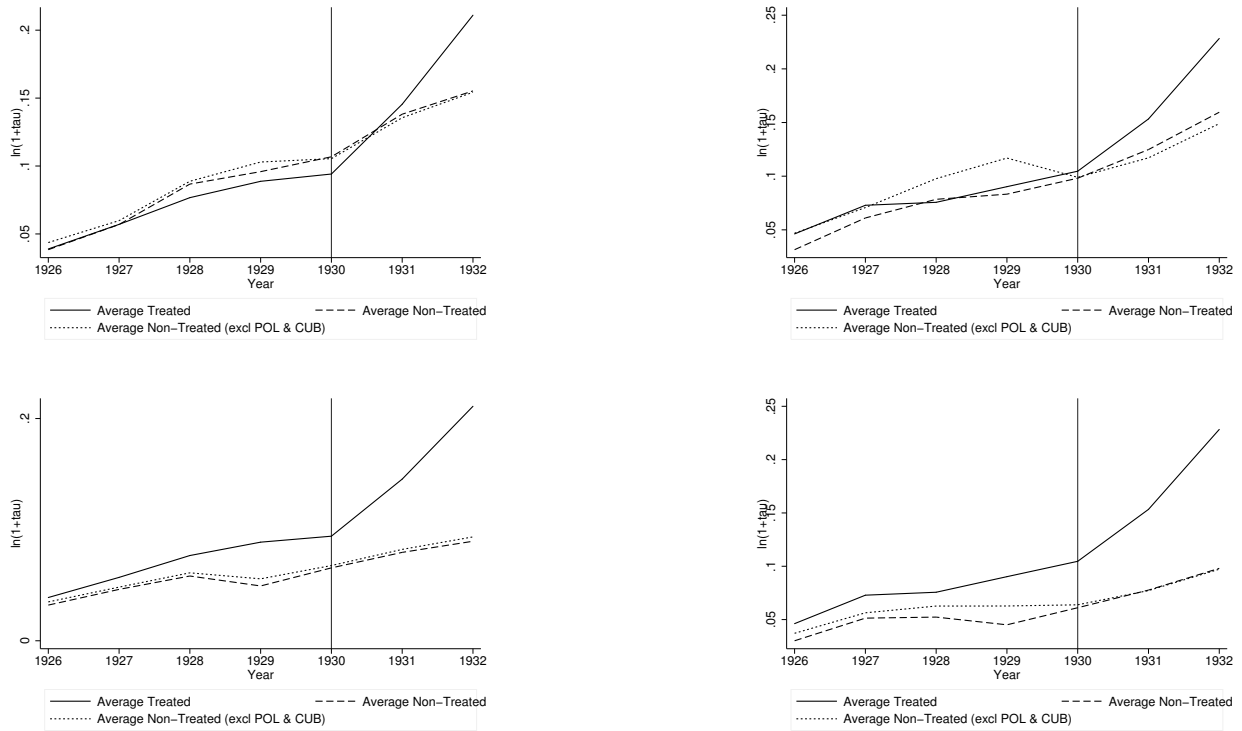 ln(1+tau)
.2
.15
.1
.05
1926 1927 1928 1929 1930 1931 1932
Year
Average Treated Average Non−Treated
Average Non−Treated (excl POL & CUB)
ln(1+tau)
.25
.2
.15
.1
.05
1926 1927 1928 1929 1930 1931 1932
Year
Average Treated Average Non−Treated
Average Non−Treated (excl POL & CUB)
ln(1+tau)
.2
0
1926 1927 1928 1929 1930 1931 1932
Year
Average Treated Average Non−Treated
Average Non−Treated (excl POL & CUB)
ln(1+tau)
.25
.2
.15
.1
.05
1926 1927 1928 1929 1930 1931 1932
Year
Average Treated Average Non−Treated
Average Non−Treated (excl POL & CUB)